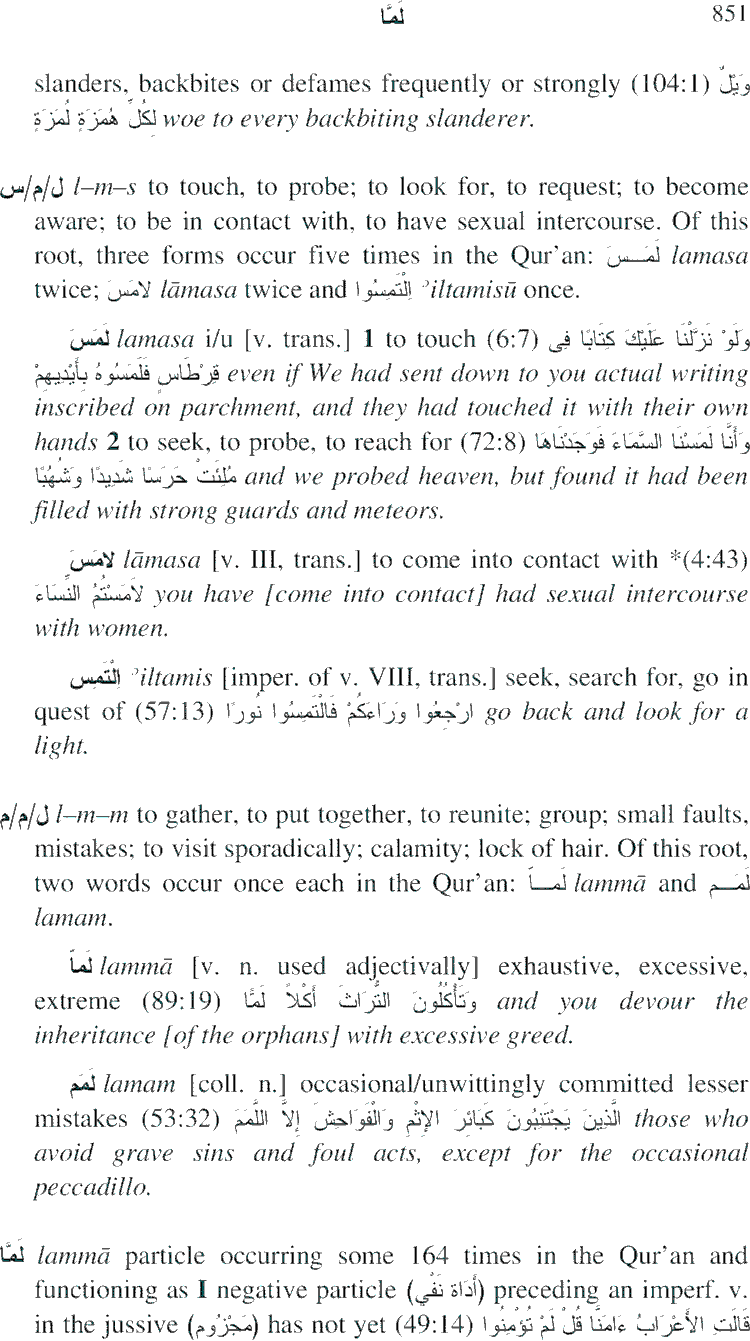 لَمَّا 851
slanders, backbites or defames frequently or strongly (104:1) وَيْلٌ
لِكُلِّ هُمَزَةٍ لُمَزَةٍ woe to every backbiting slanderer.
ل/م/س l–m–s to touch, to probe; to look for, to request; to become
aware; to be in contact with, to have sexual intercourse. Of this
root, three forms occur five times in the Qur'an: لَمَـسَ lamasa
twice; لامَسَ lāmasa twice and اِلْتَمِسُوا ʾiltamisū once.
لَمَسَ lamasa i/u [v. trans.] 1 to touch (6:7) وَلَوْ نَزَّلْنَا عَلَيْكَ كِتَابًا فِى
قِرْطَاسٍ فَلَمَسُوهُ بِأَيْدِيهِمْ even if We had sent down to you actual writing
inscribed on parchment, and they had touched it with their own
hands 2 to seek, to probe, to reach for (72:8) وَأَنَّا لَمَسْنَا السَّمَاءَ فَوَجَدْنَاهَا
مُلِئَتْ حَرَسًا شَدِيدًا وَشُهُبًا and we probed heaven, but found it had been
filled with strong guards and meteors.
لامَسَ lāmasa [v. III, trans.] to come into contact with *(4:43)
لاَمَسْتُمُ النِّسَاءَ you have [come into contact] had sexual intercourse
with women.
اِلْتَمِس ʾiltamis [imper. of v. VIII, trans.] seek, search for, go in
quest of (57:13) ارْجِعُوا وَرَاءَكُمْ فَالْتَمِسُوا نُورًا go back and look for a
light.
ل/م/م l–m–m to gather, to put together, to reunite; group; small faults,
mistakes; to visit sporadically; calamity; lock of hair. Of this root,
two words occur once each in the Qur'an: لَمـاً lammā and لَمَـم
lamam.
لَماً lammā [v. n. used adjectivally] exhaustive, excessive,
extreme (89:19) وَتَأْكُلُونَ التُّرَاثَ أَكْلاً لَمًّا and you devour the
inheritance [of the orphans] with excessive greed.
لَمَم lamam [coll. n.] occasional/unwittingly committed lesser
mistakes (53:32) الَّذِينَ يَجْتَنِبُونَ كَبَائِرَ الإِثْمِ وَالْفَوَاحِشَ إِلاَّ اللَّمَمَ those who
avoid grave sins and foul acts, except for the occasional
peccadillo.
لَمَّا lammā particle occurring some 164 times in the Qur'an and
functioning as I negative particle (أَدَاة نَفْي) preceding an imperf. v.
in the jussive (مَجْزُوم) has not yet (49:14) قَالَتِ الأَعْرَابُ ءَامَنَّا قُلْ لَمْ تُؤْمِنُوا